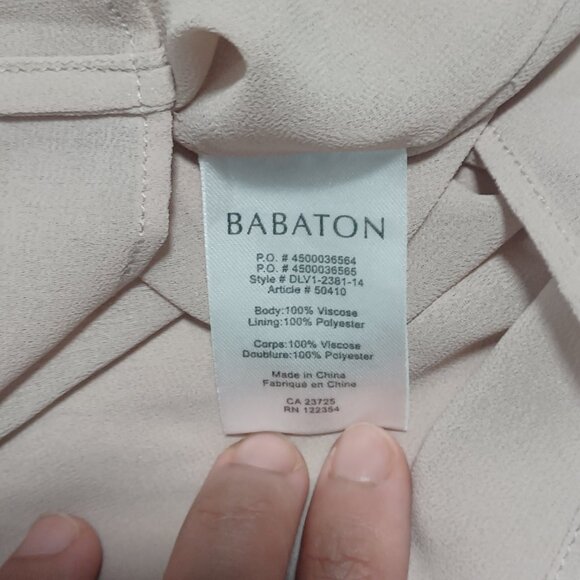 BABATON
P.O. # 4500036564
P.O. # 4500036565
Style # DLV1-2381-14
Article # 50410
Body:100% Viscose
Lining:100% Polyester
Corps:100% Viscose
Doublure:100% Polyester
Made in China
Fabriqué en Chine
CA 23725
RN 122354